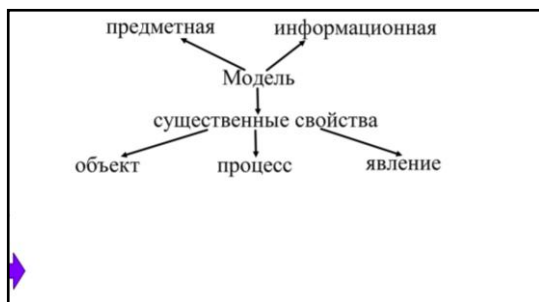 предметная информационная
Модель
существенные свойства
объект процесс явление